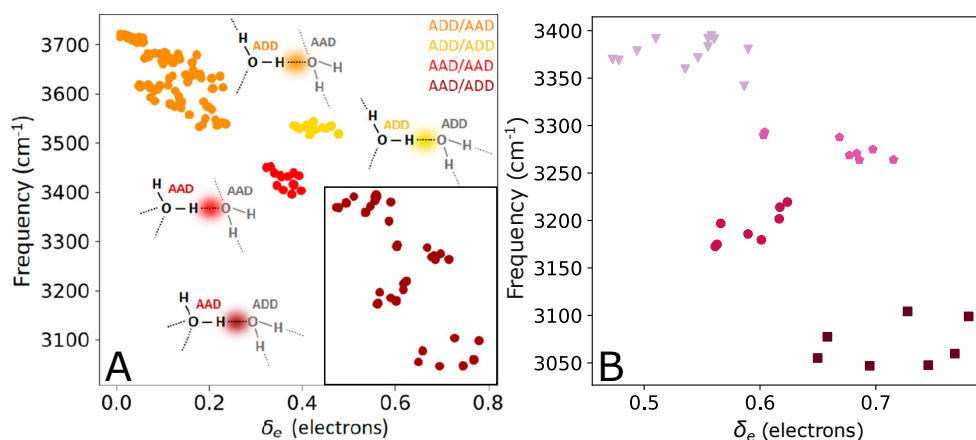 3700
3600
3500
3400
3300
3200
3100
Frequency (cm⁻¹)
0.0 0.2 0.4 0.6 0.8
δₑ (electrons)
A
ADD/AAD
ADD/ADD
AAD/AAD
AAD/ADD
H ADD AAD
O H O H
H
H ADD ADD
O H O H
H
H AAD AAD
O H O H
H
H AAD ADD
O H O H
H
3400
3350
3300
3250
3200
3150
3100
3050
Frequency (cm⁻¹)
0.5 0.6 0.7
δₑ (electrons)
B